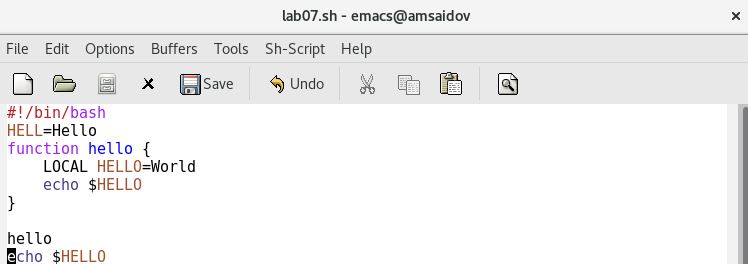 lab07.sh - emacs@amsaidov
File Edit Options Buffers Tools Sh-Script Help
Save Undo
#!/bin/bash
HELL=Hello
function hello {
    LOCAL HELLO=World
    echo $HELLO
}
hello
echo $HELLO